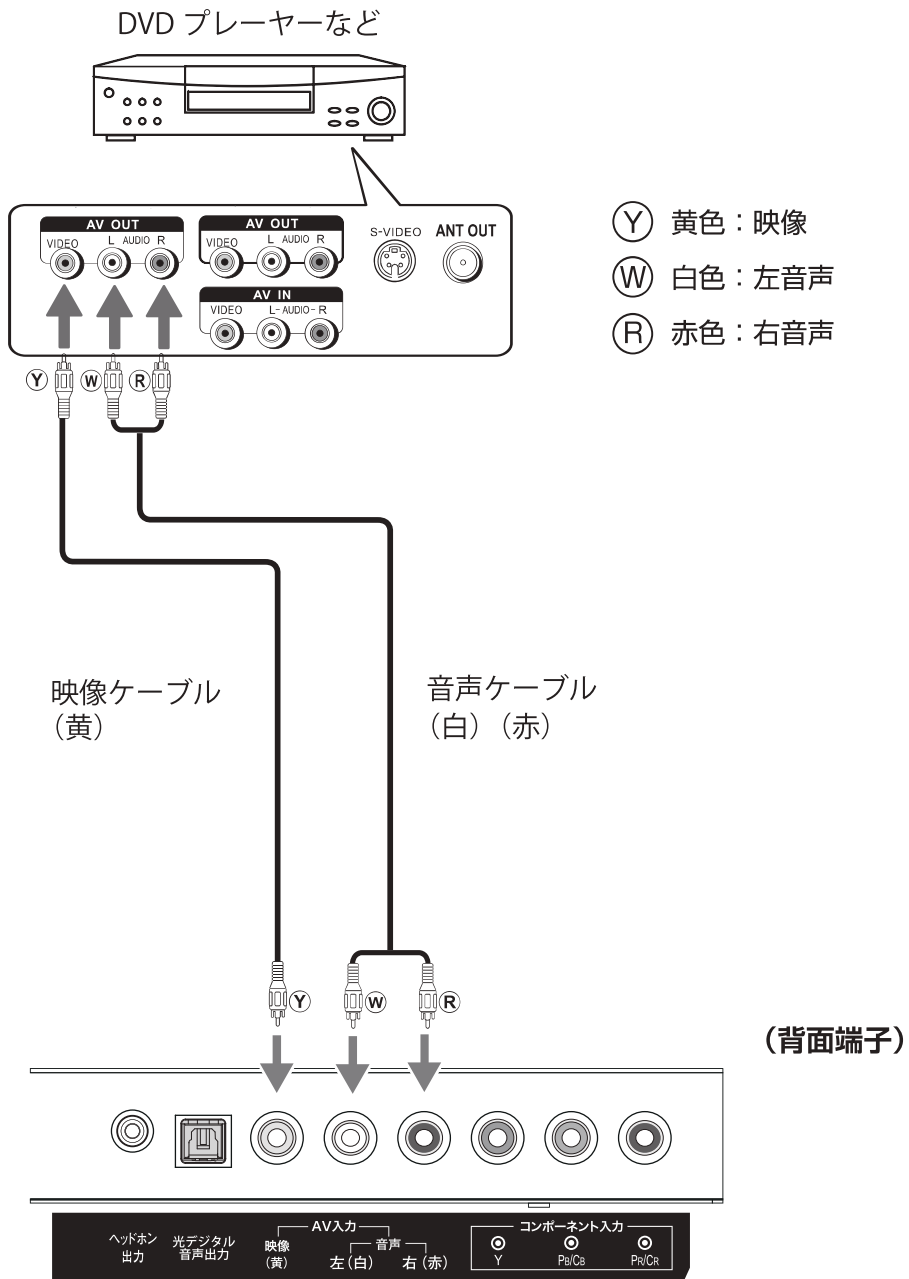 DVD プレーヤーなど
AV OUT
VIDEO L AUDIO R
AV OUT
VIDEO L AUDIO R
S-VIDEO ANT OUT
AV IN
VIDEO L-AUDIO-R
Ⓨ 黄色:映像
Ⓦ 白色:左音声
Ⓡ 赤色:右音声
Ⓨ Ⓦ Ⓡ
映像ケーブル
(黄)
音声ケーブル
(白)(赤)
Ⓨ Ⓦ Ⓡ
(背面端子)
ヘッドホン
出力
光デジタル
音声出力
AV入力
映像
(黄)
音声
左(白) 右(赤)
コンポーネント入力
Y PB/CB PR/CR